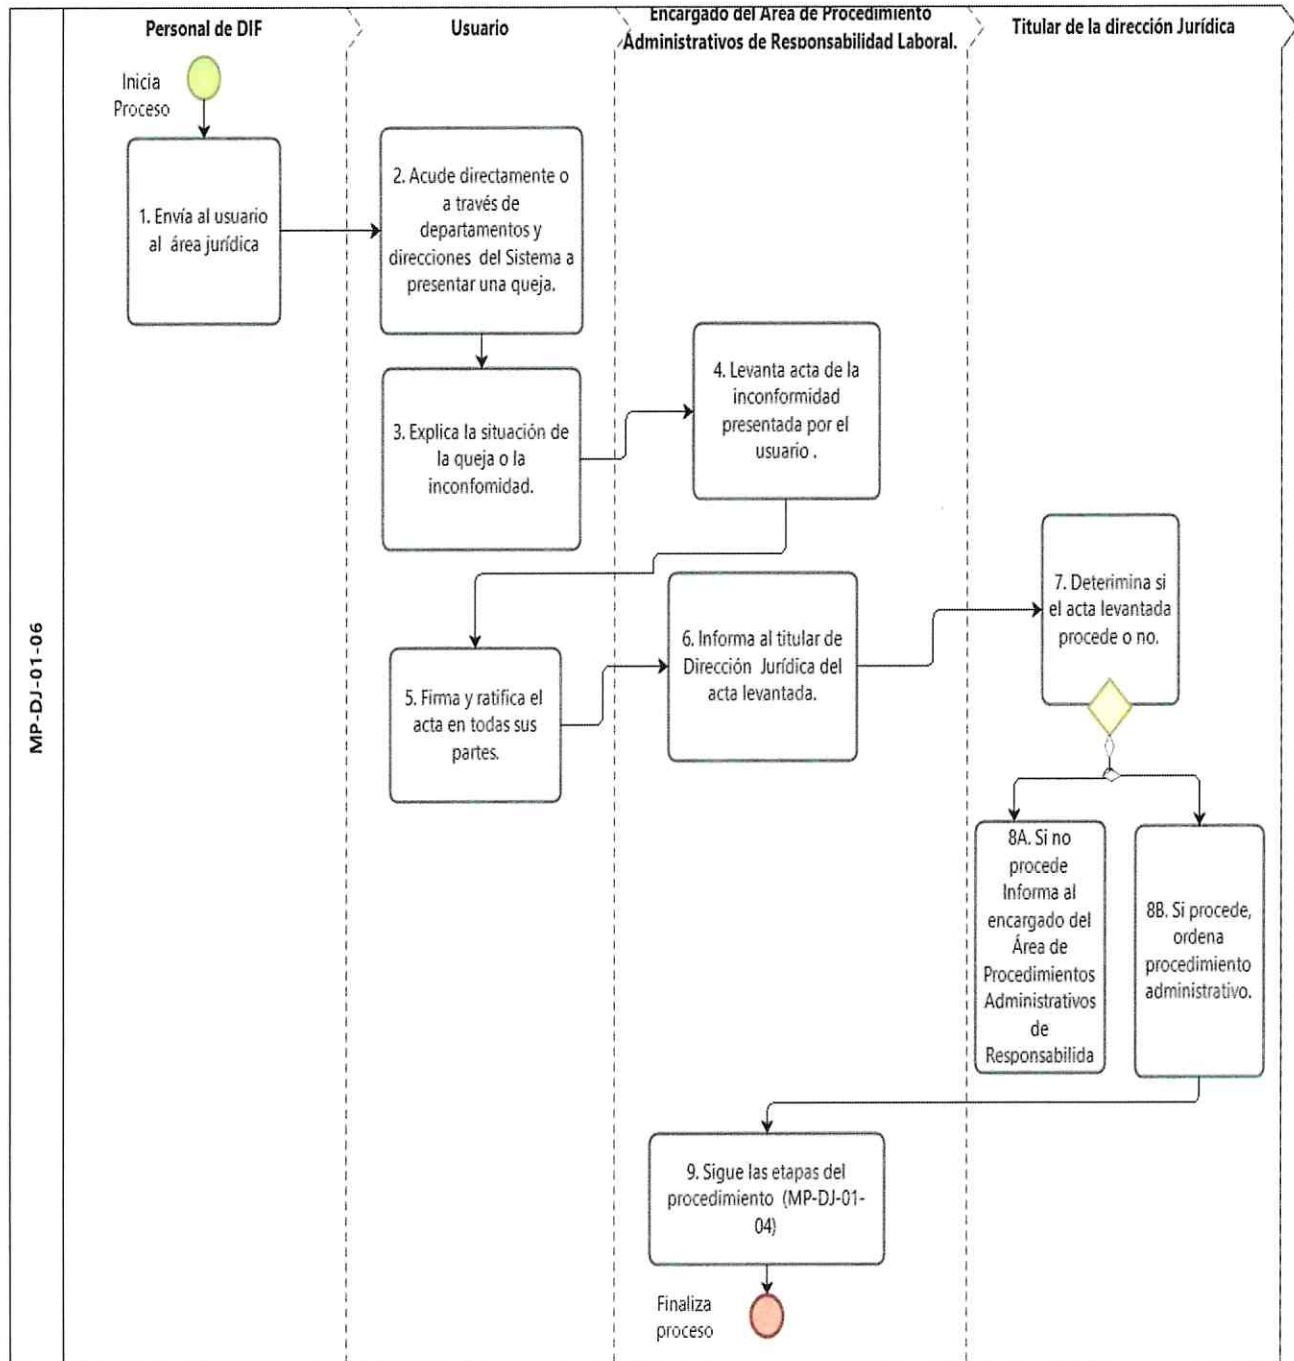 Personal de DIF
Usuario
Encargado del Área de Procedimiento
Administrativos de Responsabilidad Laboral.
Titular de la dirección Jurídica
MP-DJ-01-06
Inicia
Proceso
1. Envía al usuario
al área jurídica
2. Acude directamente o
a través de
departamentos y
direcciones del Sistema a
presentar una queja.
3. Explica la situación de
la queja o la
inconfomidad.
4. Levanta acta de la
inconformidad
presentada por el
usuario .
5. Firma y ratifica el
acta en todas sus
partes.
6. Informa al titular de
Dirección Jurídica del
acta levantada.
7. Deterimina si
el acta levantada
procede o no.
8A. Si no
procede
Informa al
encargado del
Área de
Procedimientos
Administrativos
de
Responsabilida
8B. Si procede,
ordena
procedimiento
administrativo.
9. Sigue las etapas del
procedimiento (MP-DJ-01-
04)
Finaliza
proceso